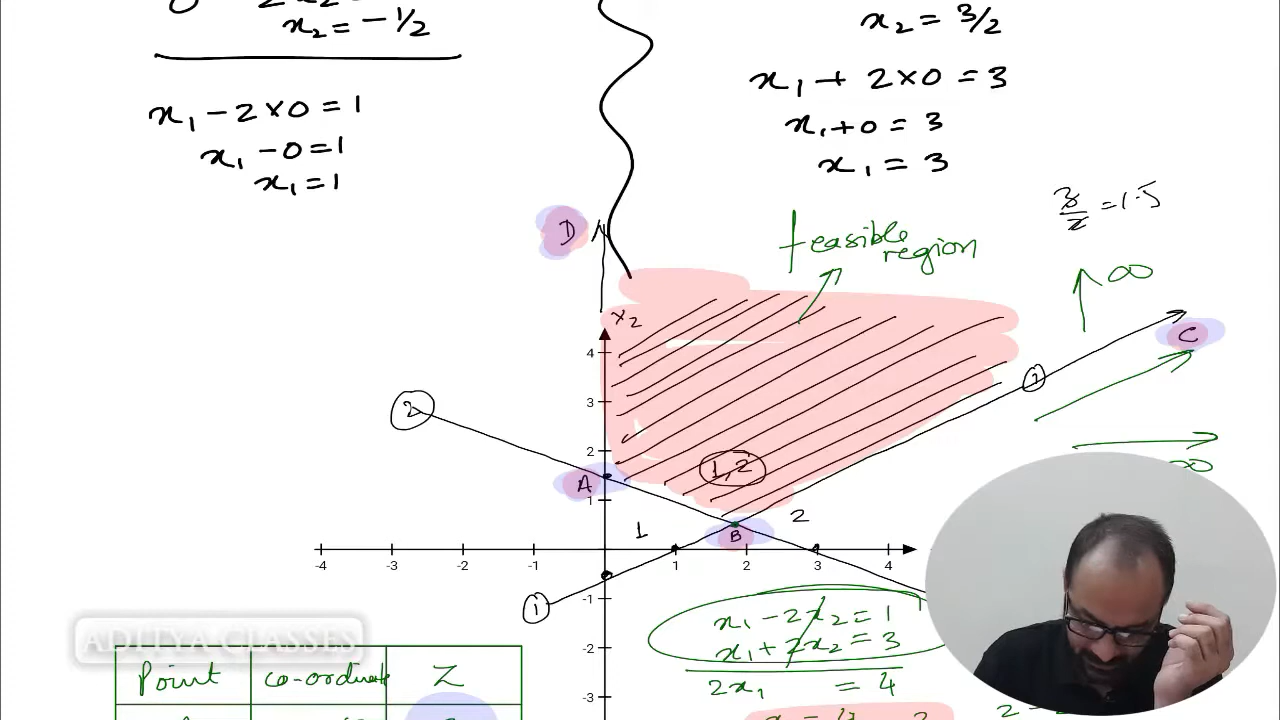 x₂ = -1/2
x₁ - 2×0 = 1
x₁ - 0 = 1
x₁ = 1
x₂ = 3/2
x₁ + 2×0 = 3
x₁ + 0 = 3
x₁ = 3
3/2 = 1.5
feasible
region
∞
D
X₂
C
4
3
2
1
1
2
1,2
A
B
1
2
∞
-4 -3 -2 -1 1 2 3 4
-1
-2
-3
1
x₁ - 2x₂ = 1
x₁ + 2x₂ = 3
2x₁ = 4
ADITYA CLASSES
Point co-ordinate Z